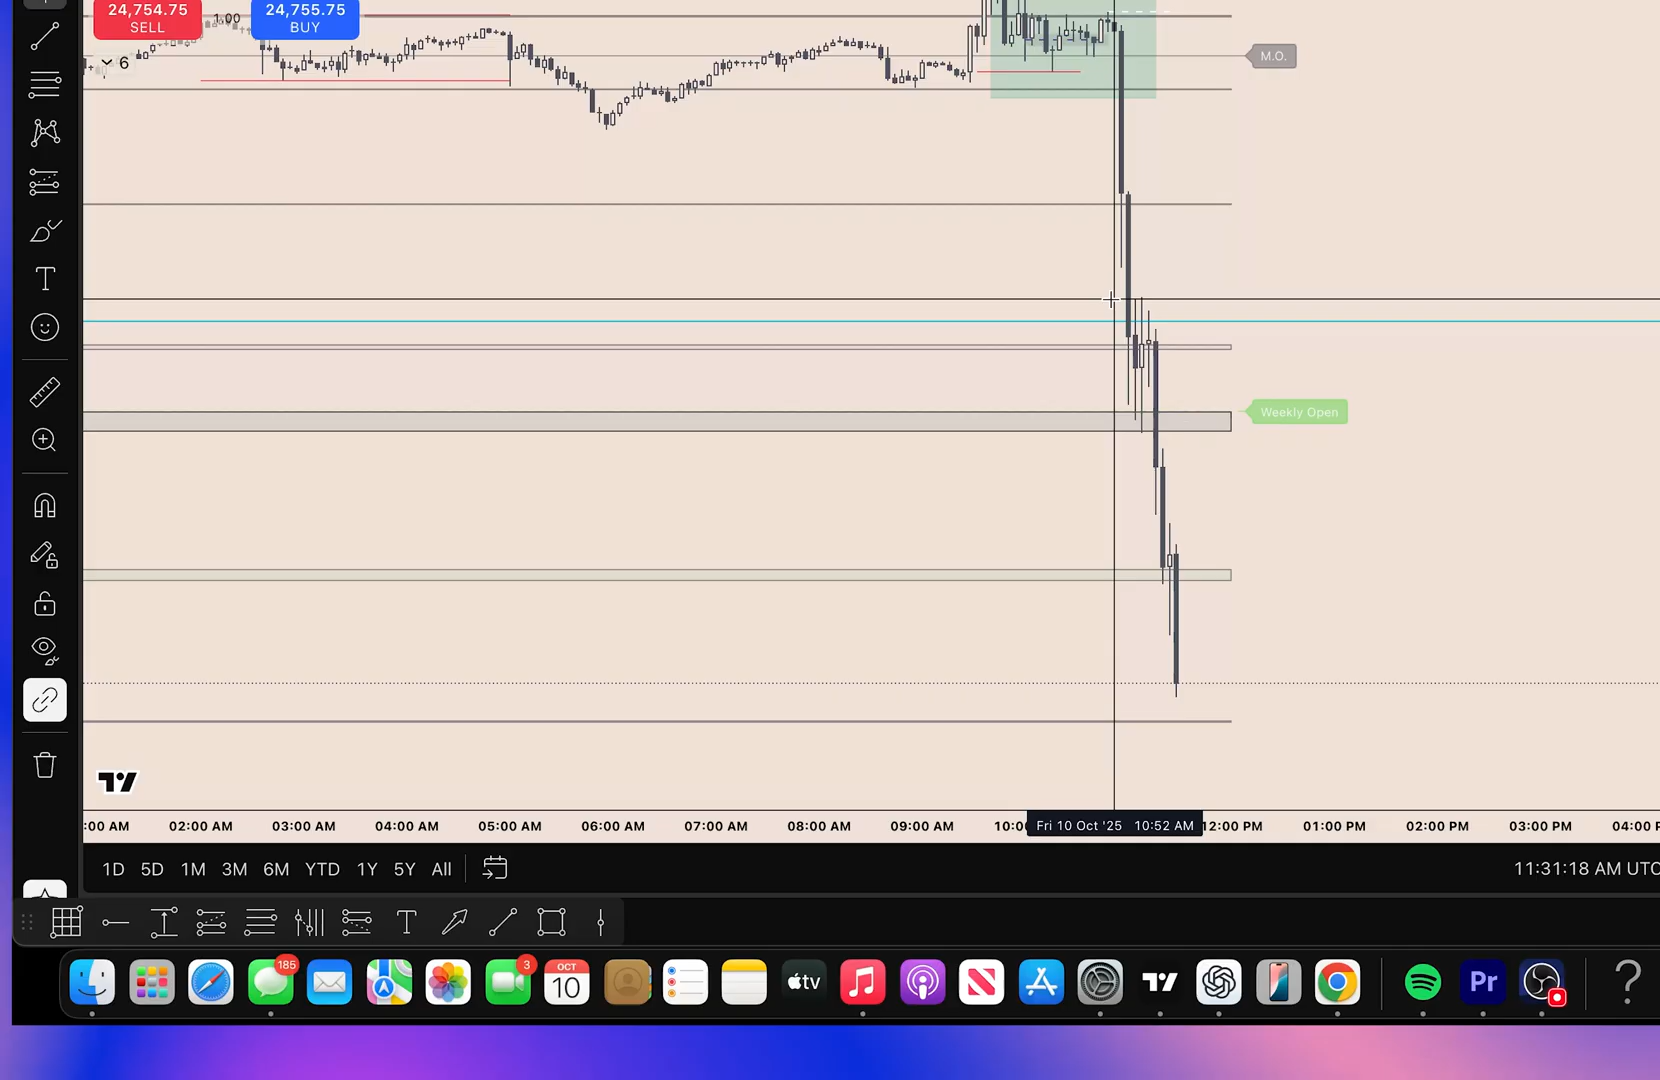 24,754.75
SELL
1.00
24,755.75
BUY
6
M.O.
Weekly Open
:00 AM
02:00 AM
03:00 AM
04:00 AM
05:00 AM
06:00 AM
07:00 AM
08:00 AM
09:00 AM
10:0
Fri 10 Oct '25 10:52 AM
12:00 PM
01:00 PM
02:00 PM
03:00 PM
04:00 P
1D
5D
1M
3M
6M
YTD
1Y
5Y
All
11:31:18 AM UTC
T
185
3
OCT
10
tv
Pr
?